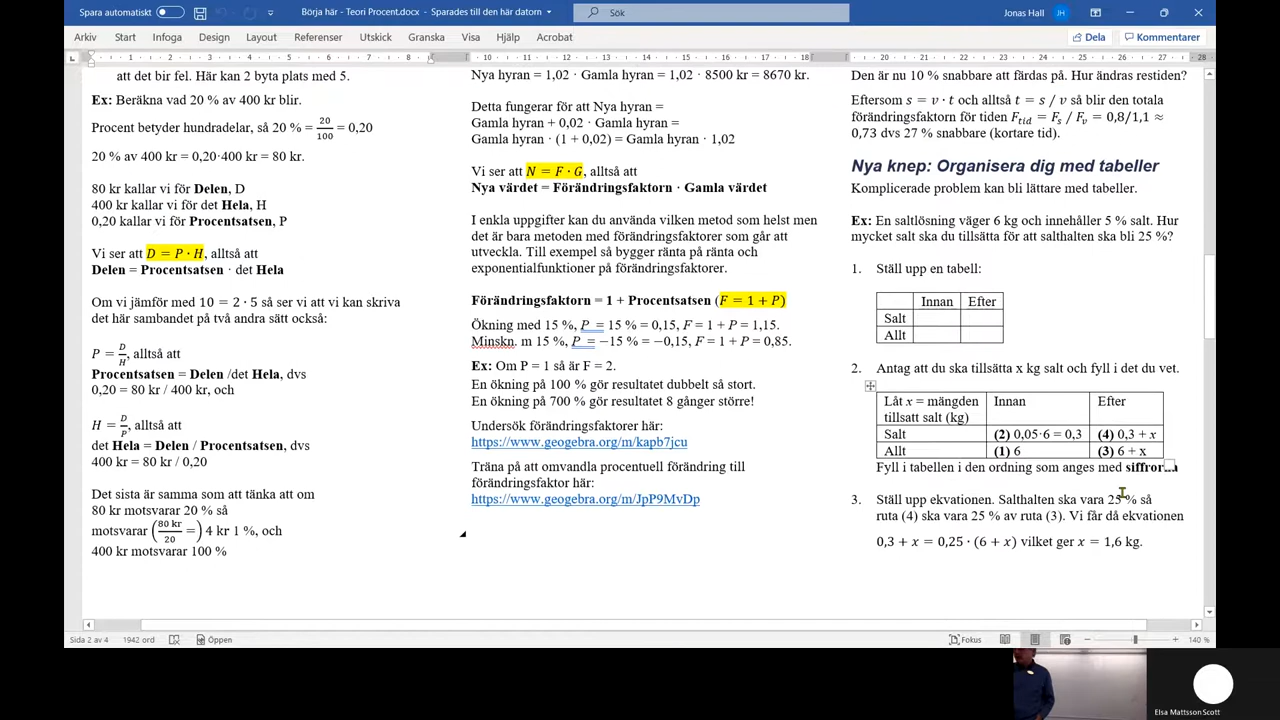 Spara automatiskt
Börja här - Teori Procent.docx - Sparades till den här datorn
Sök
Jonas Hall
JH
Arkiv Start Infoga Design Layout Referenser Utskick Granska Visa Hjälp Acrobat
Dela
Kommentarer
att det bir fel. Här kan 2 byta plats med 5.
Ex: Beräkna vad 20 % av 400 kr blir.
Procent betyder hundradelar, så 20 % = 20/100 = 0,20
20 % av 400 kr = 0,20·400 kr = 80 kr.
80 kr kallar vi för Delen, D
400 kr kallar vi för det Hela, H
0,20 kallar vi för Procentsatsen, P
Vi ser att D = P · H, alltså att
Delen = Procentsatsen · det Hela
Om vi jämför med 10 = 2 · 5 så ser vi att vi kan skriva
det här sambandet på två andra sätt också:
P = D/H, alltså att
Procentsatsen = Delen /det Hela, dvs
0,20 = 80 kr / 400 kr, och
H = D/P, alltså att
det Hela = Delen / Procentsatsen, dvs
400 kr = 80 kr / 0,20
Det sista är samma som att tänka att om
80 kr motsvarar 20 % så
motsvarar (80 kr/20 =) 4 kr 1 %, och
400 kr motsvarar 100 %
Nya hyran = 1,02 · Gamla hyran = 1,02 · 8500 kr = 8670 kr.
Detta fungerar för att Nya hyran =
Gamla hyran + 0,02 · Gamla hyran =
Gamla hyran · (1 + 0,02) = Gamla hyran · 1,02
Vi ser att N = F · G, alltså att
Nya värdet = Förändringsfaktorn · Gamla värdet
I enkla uppgifter kan du använda vilken metod som helst men
det är bara metoden med förändringsfaktorer som går att
utveckla. Till exempel så bygger ränta på ränta och
exponentialfunktioner på förändringsfaktorer.
Förändringsfaktorn = 1 + Procentsatsen (F = 1 + P)
Ökning med 15 %, P = 15 % = 0,15, F = 1 + P = 1,15.
Minskn. m 15 %, P = −15 % = −0,15, F = 1 + P = 0,85.
Ex: Om P = 1 så är F = 2.
En ökning på 100 % gör resultatet dubbelt så stort.
En ökning på 700 % gör resultatet 8 gånger större!
Undersök förändringsfaktorer här:
https://www.geogebra.org/m/kapb7jcu
Träna på att omvandla procentuell förändring till
förändringsfaktor här:
https://www.geogebra.org/m/JpP9MvDp
Den är nu 10 % snabbare att färdas på. Hur ändras restiden?
Eftersom s = v · t och alltså t = s / v så blir den totala
förändringsfaktorn för tiden F_tid = F_s / F_v = 0,8/1,1 ≈
0,73 dvs 27 % snabbare (kortare tid).
Nya knep: Organisera dig med tabeller
Komplicerade problem kan bli lättare med tabeller.
Ex: En saltlösning väger 6 kg och innehåller 5 % salt. Hur
mycket salt ska du tillsätta för att salthalten ska bli 25 %?
1. Ställ upp en tabell:
Innan Efter
Salt
Allt
2. Antag att du ska tillsätta x kg salt och fyll i det du vet.
Låt x = mängden Innan Efter
tillsatt salt (kg)
Salt (2) 0,05·6 = 0,3 (4) 0,3 + x
Allt (1) 6 (3) 6 + x
Fyll i tabellen i den ordning som anges med
3. Ställ upp ekvationen. Salthalten ska vara 25 % så
ruta (4) ska vara 25 % av ruta (3). Vi får då ekvationen
0,3 + x = 0,25 · (6 + x) vilket ger x = 1,6 kg.
Sida 2 av 4 1942 ord Öppen Fokus 140 %
Elsa Mattsson Scott